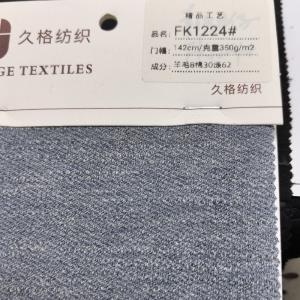 久格纺织
GE TEXTILES
精品工艺
品名: FK1224#
门幅: 142cm/克重350g/m2
成分: 羊毛8棉30涤62
久格纺织